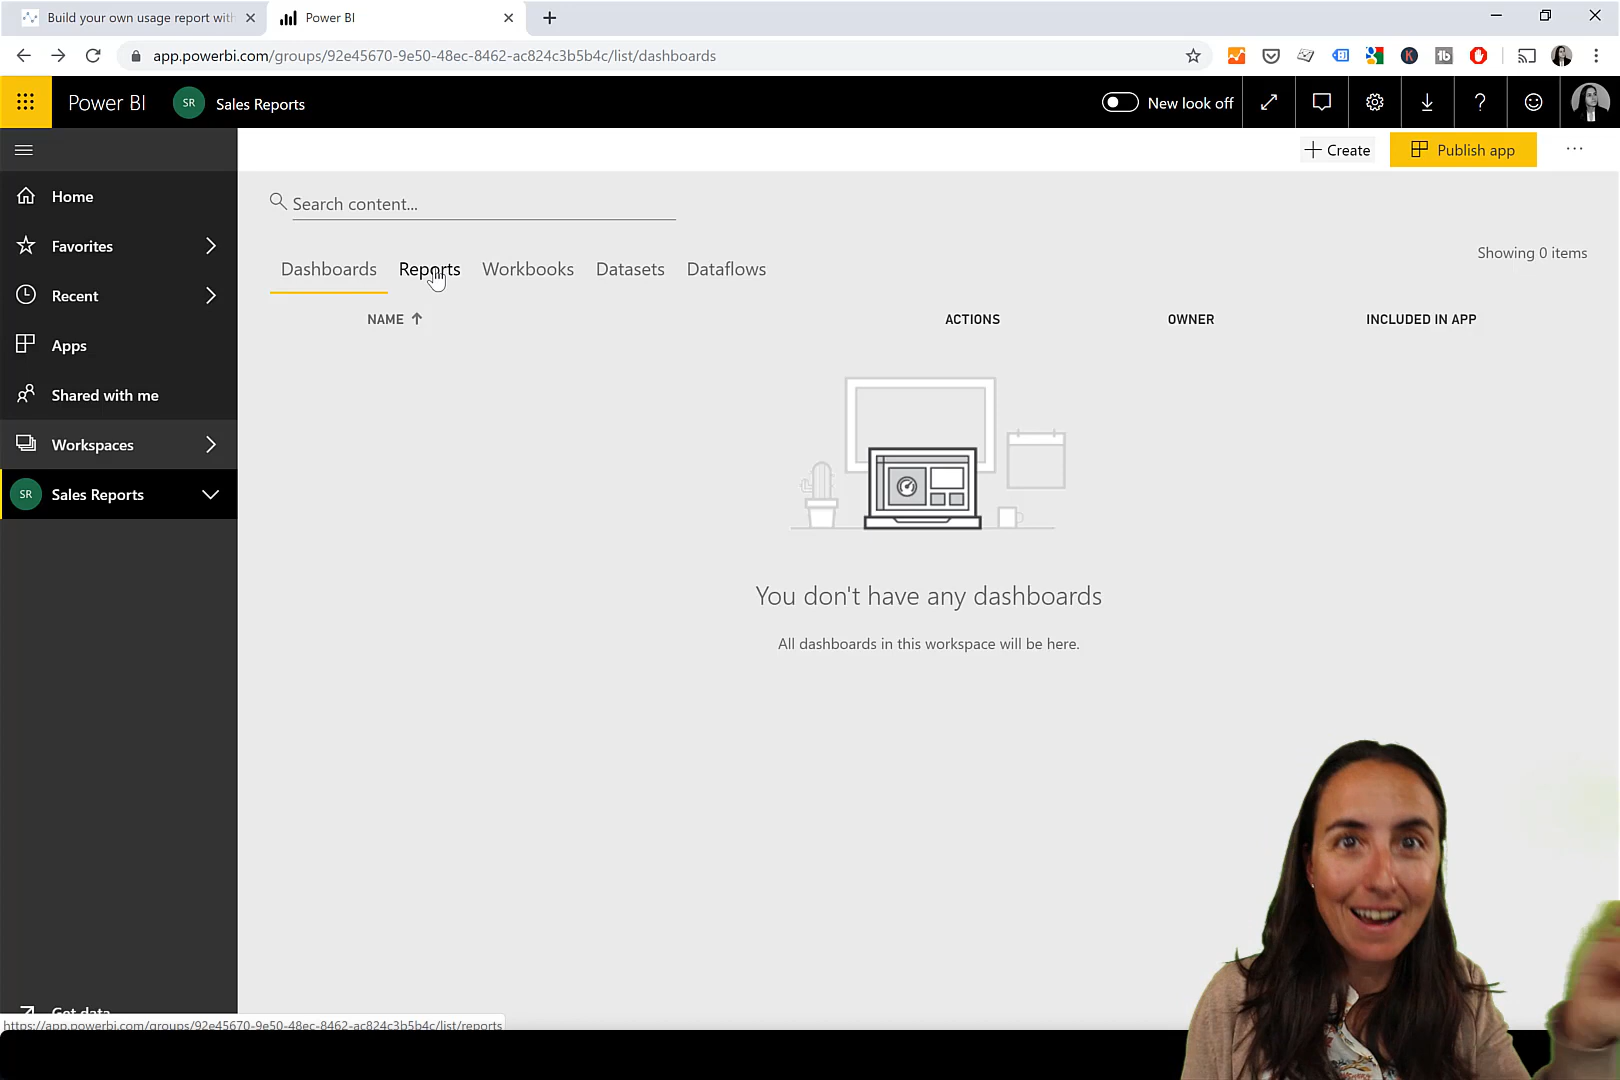 Build your own usage report with
Power BI
app.powerbi.com/groups/92e45670-9e50-48ec-8462-ac824c3b5b4c/list/dashboards
Power BI
SR
Sales Reports
New look off
Create
Publish app
Home
Favorites
Recent
Apps
Shared with me
Workspaces
SR
Sales Reports
Search content...
Showing 0 items
Dashboards
Reports
Workbooks
Datasets
Dataflows
NAME
ACTIONS
OWNER
INCLUDED IN APP
You don't have any dashboards
All dashboards in this workspace will be here.
Get data
https://app.powerbi.com/groups/92e45670-9e50-48ec-8462-ac824c3b5b4c/list/reports